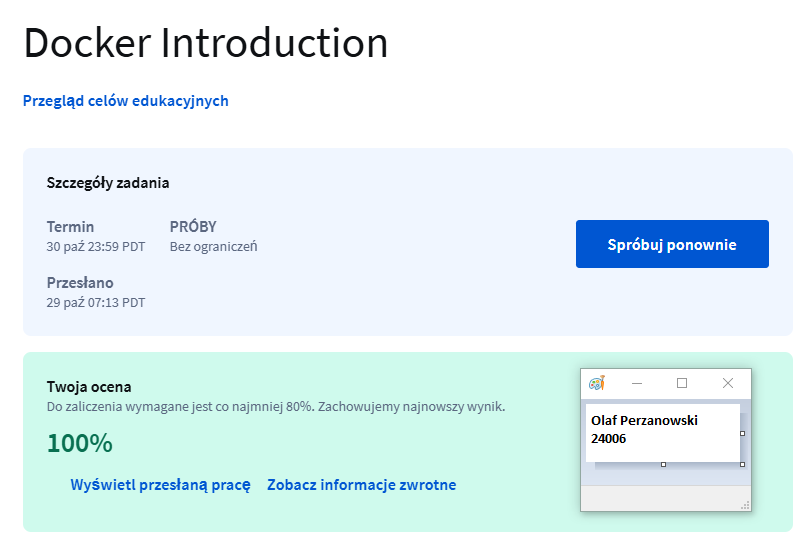 Docker Introduction
Przegląd celów edukacyjnych
Szczegóły zadania
Termin
30 paź 23:59 PDT
PRÓBY
Bez ograniczeń
Przesłano
29 paź 07:13 PDT
Spróbuj ponownie
Twoja ocena
Do zaliczenia wymagane jest co najmniej 80%. Zachowujemy najnowszy wynik.
100%
Wyświetl przesłaną pracę
Zobacz informacje zwrotne
Olaf Perzanowski
24006